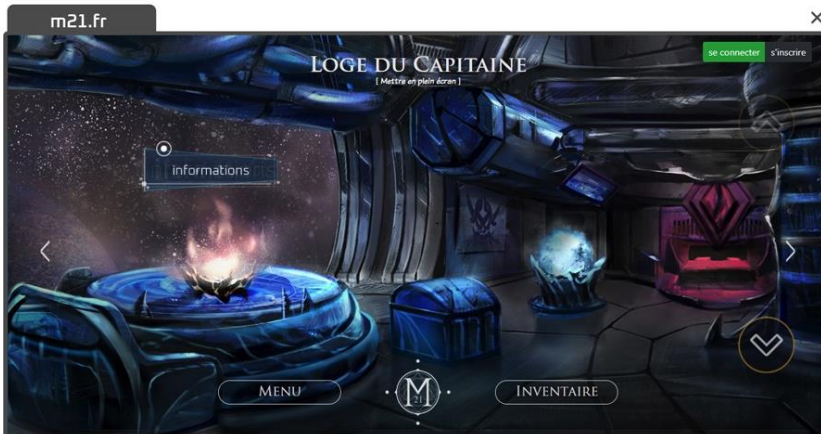 m21.fr
se connecter s'inscrire
LOGE DU CAPITAINE
[ Mettre en plein écran ]
informations
MENU
M
21
INVENTAIRE